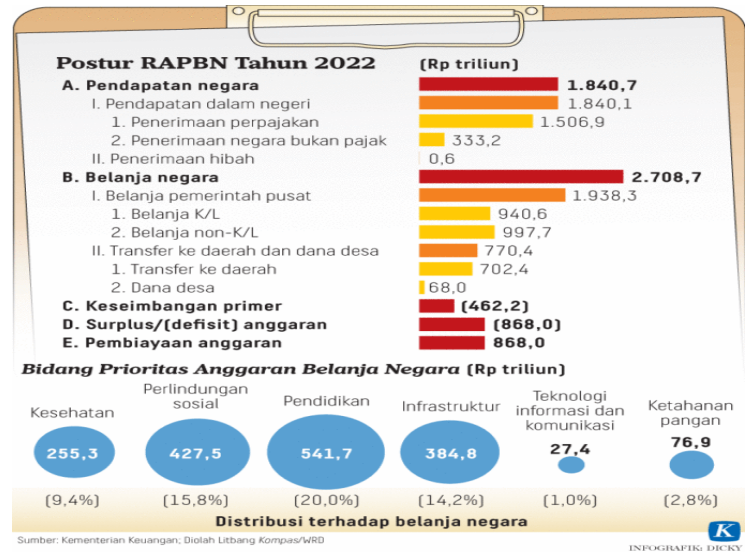 Postur RAPBN Tahun 2022 (Rp triliun)
A. Pendapatan negara 1.840,7
I. Pendapatan dalam negeri 1.840,1
1. Penerimaan perpajakan 1.506,9
2. Penerimaan negara bukan pajak 333,2
II. Penerimaan hibah 0,6
B. Belanja negara 2.708,7
I. Belanja pemerintah pusat 1.938,3
1. Belanja K/L 940,6
2. Belanja non-K/L 997,7
II. Transfer ke daerah dan dana desa 770,4
1. Transfer ke daerah 702,4
2. Dana desa 68,0
C. Keseimbangan primer (462,2)
D. Surplus/(defisit) anggaran (868,0)
E. Pembiayaan anggaran 868,0
Bidang Prioritas Anggaran Belanja Negara (Rp triliun)
Kesehatan
255,3
(9,4%)
Perlindungan
sosial
427,5
(15,8%)
Pendidikan
541,7
(20,0%)
Infrastruktur
384,8
(14,2%)
Teknologi
informasi dan
komunikasi
27,4
(1,0%)
Ketahanan
pangan
76,9
(2,8%)
Distribusi terhadap belanja negara
Sumber: Kementerian Keuangan; Diolah Litbang Kompas/WRD
K
INFOGRAFIK: DICKY